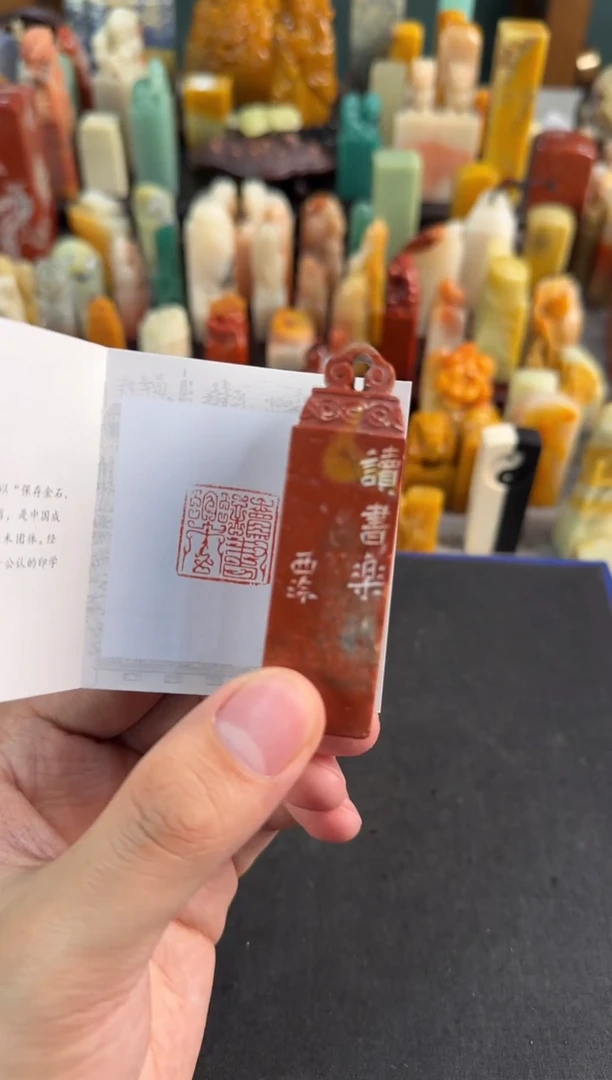 以“保存金石、
，是中国成
术团体。经
公认的印学
讀書楽
西泠